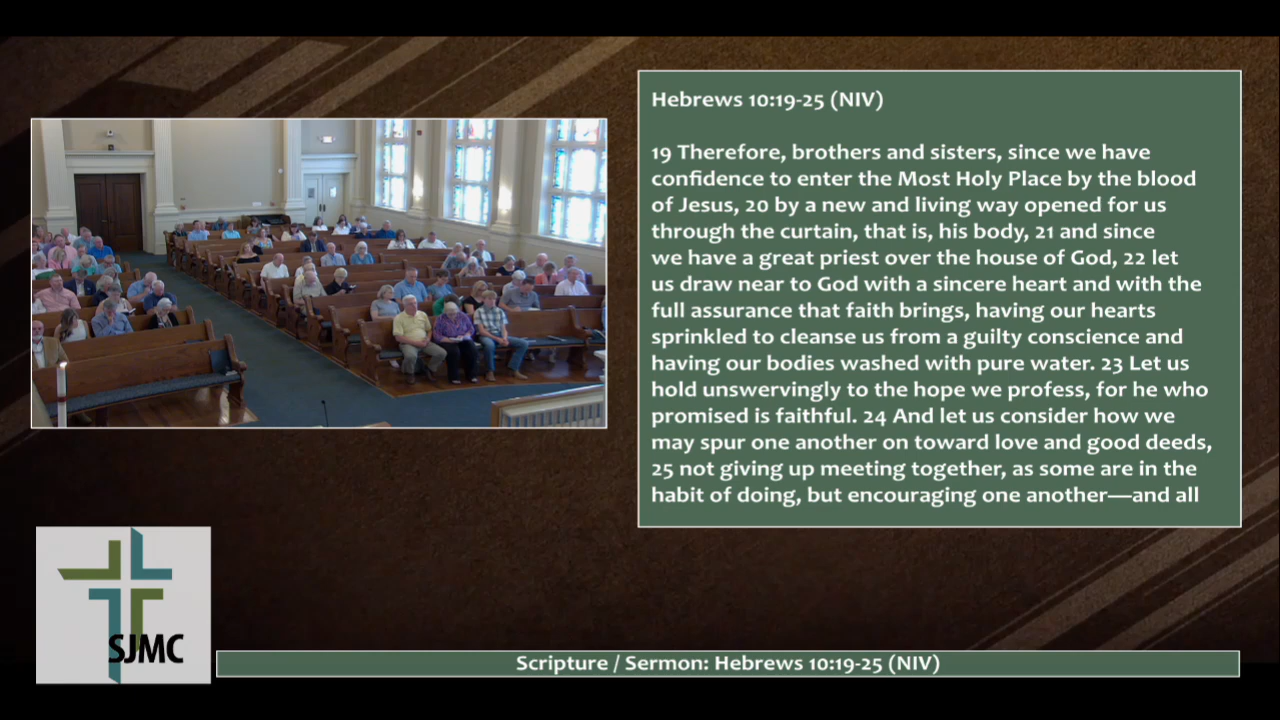 Hebrews 10:19-25 (NIV)
19 Therefore, brothers and sisters, since we have
confidence to enter the Most Holy Place by the blood
of Jesus, 20 by a new and living way opened for us
through the curtain, that is, his body, 21 and since
we have a great priest over the house of God, 22 let
us draw near to God with a sincere heart and with the
full assurance that faith brings, having our hearts
sprinkled to cleanse us from a guilty conscience and
having our bodies washed with pure water. 23 Let us
hold unswervingly to the hope we profess, for he who
promised is faithful. 24 And let us consider how we
may spur one another on toward love and good deeds,
25 not giving up meeting together, as some are in the
habit of doing, but encouraging one another—and all
SJMC
Scripture / Sermon: Hebrews 10:19-25 (NIV)